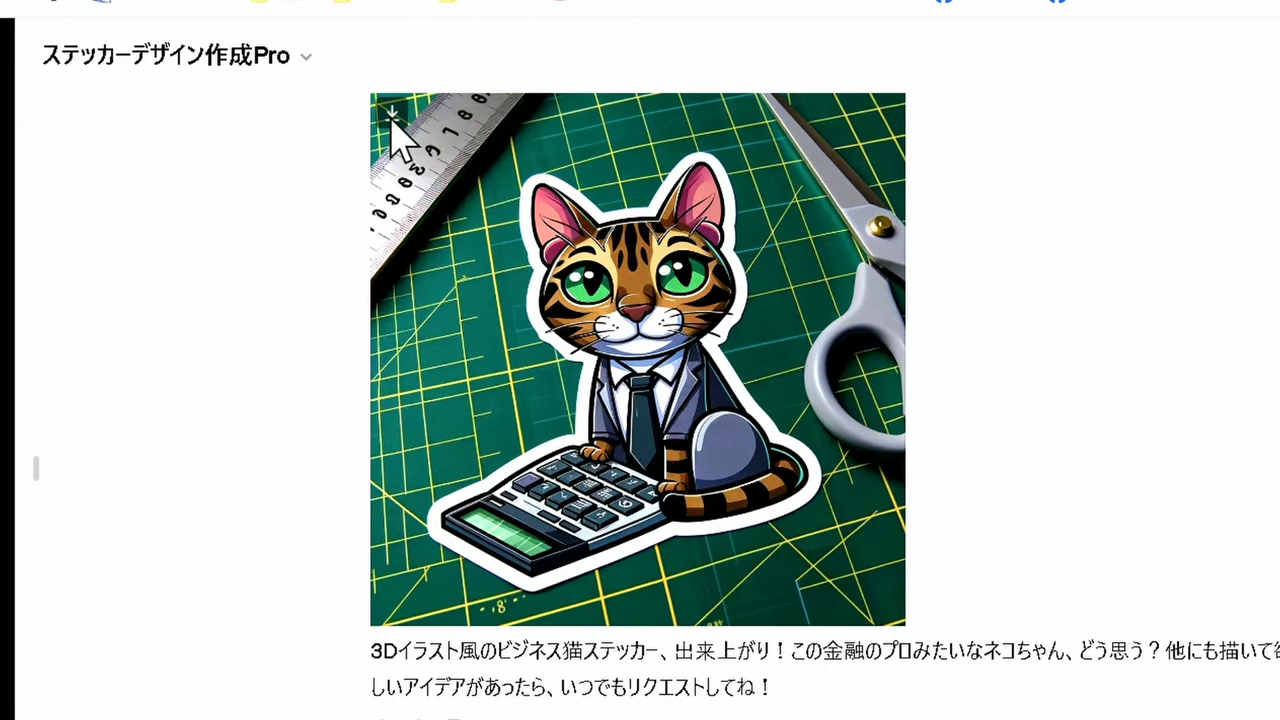 ステッカーデザイン作成Pro
3Dイラスト風のビジネス猫ステッカー、出来上がり！この金融のプロみたいなネコちゃん、どう思う？他にも描いて欲
しいアイデアがあったら、いつでもリクエストしてね！